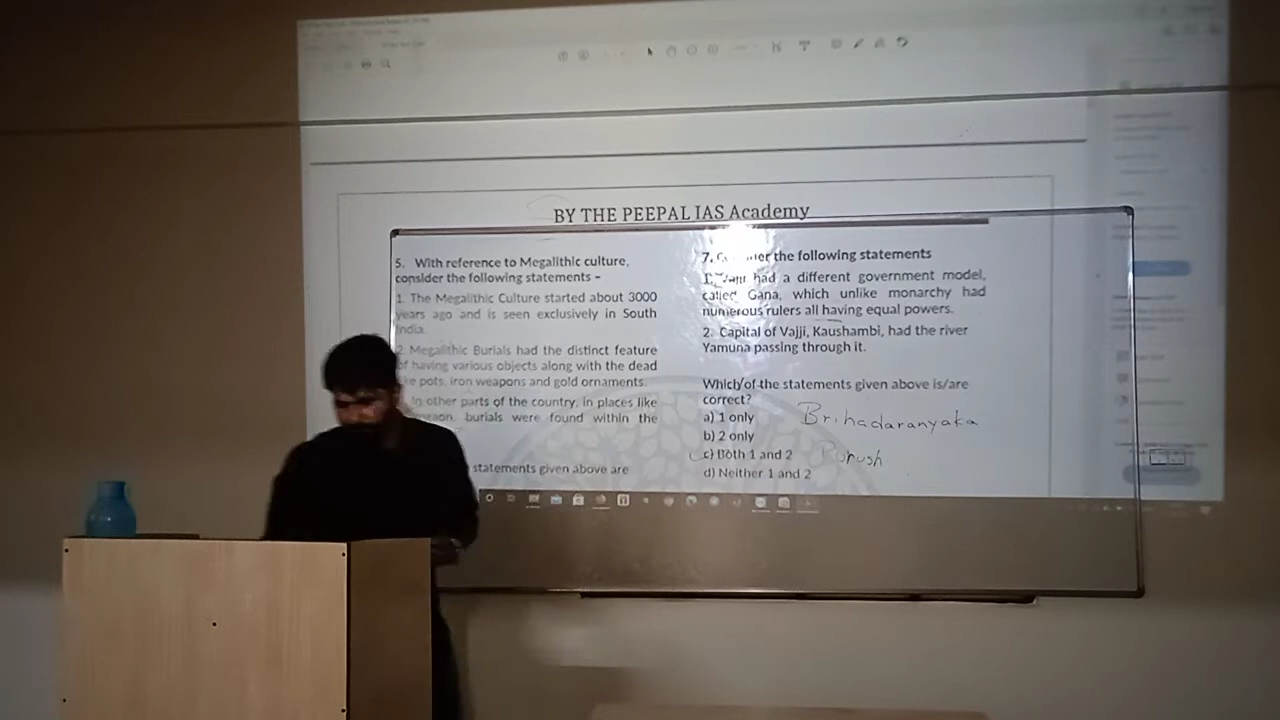 BY THE PEEPAL IAS Academy
5. With reference to Megalithic culture,
consider the following statements –
1. The Megalithic Culture started about 3000
years ago and is seen exclusively in South
India.
2. Megalithic Burials had the distinct feature
of having various objects along with the dead
pots, iron weapons and gold ornaments.
In other parts of the country, in places like
burials were found within the
statements given above are
7. the following statements
1. had a different government model,
called Gana, which unlike monarchy had
numerous rulers all having equal powers.
2. Capital of Vajji, Kaushambi, had the river
Yamuna passing through it.
Which of the statements given above is/are
correct?
a) 1 only
Brihadaranyaka
b) 2 only
c) Both 1 and 2
Purush
d) Neither 1 and 2